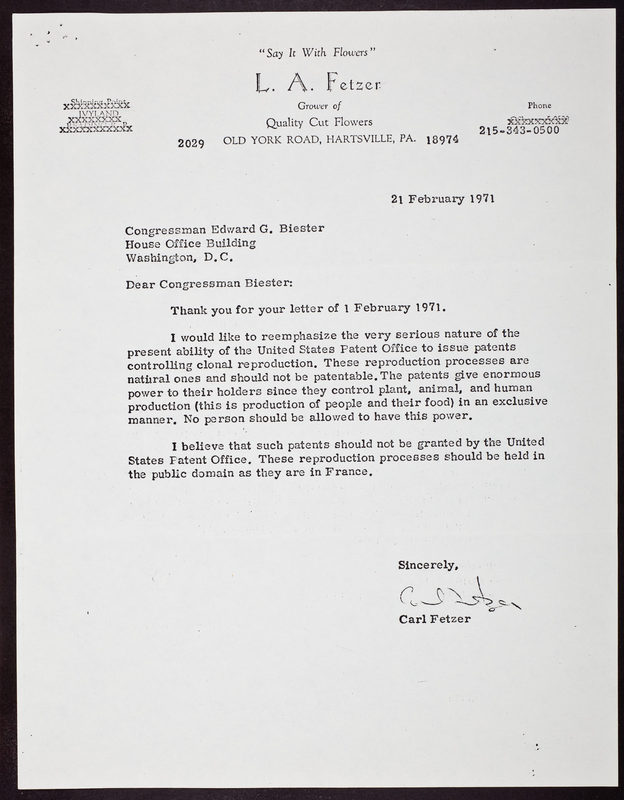 "Say It With Flowers"
L. A. Fetzer
Grower of
Quality Cut Flowers
2029 OLD YORK ROAD, HARTSVILLE, PA. 18974
Shipping Point
IVYLAND
Phone
215-343-0500
21 February 1971
Congressman Edward G. Biester
House Office Building
Washington, D.C.
Dear Congressman Biester:
Thank you for your letter of 1 February 1971.
I would like to reemphasize the very serious nature of the
present ability of the United States Patent Office to issue patents
controlling clonal reproduction. These reproduction processes are
natural ones and should not be patentable. The patents give enormous
power to their holders since they control plant, animal, and human
production (this is production of people and their food) in an exclusive
manner. No person should be allowed to have this power.
I believe that such patents should not be granted by the United
States Patent Office. These reproduction processes should be held in
the public domain as they are in France.
Sincerely,
Carl Fetzer
Carl Fetzer